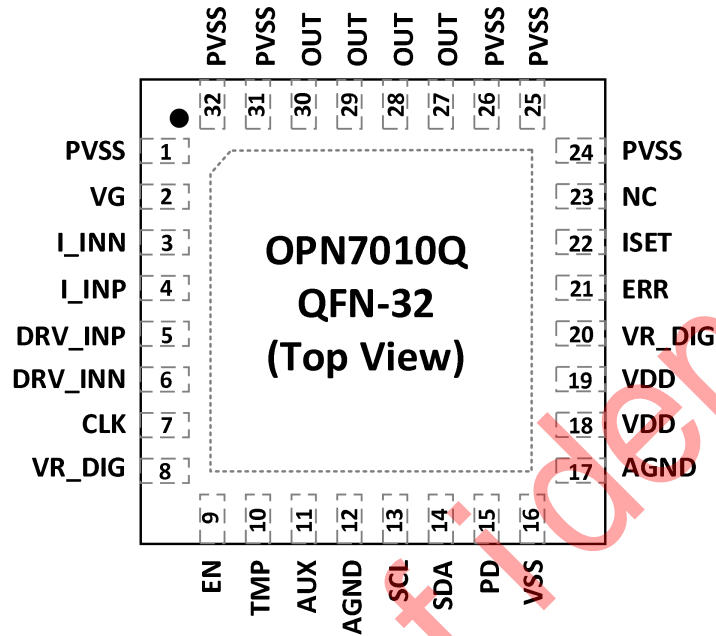 PVSS PVSS OUT OUT OUT OUT PVSS PVSS
32 31 30 29 28 27 26 25
PVSS 1 24 PVSS
VG 2 23 NC
I_INN 3 22 ISET
I_INP 4 21 ERR
DRV_INP 5 20 VR_DIG
DRV_INN 6 19 VDD
CLK 7 18 VDD
VR_DIG 8 17 AGND
OPN7010Q
QFN-32
(Top View)
9 10 11 12 13 14 15 16
EN TMP AUX AGND SCL SDA PD VSS